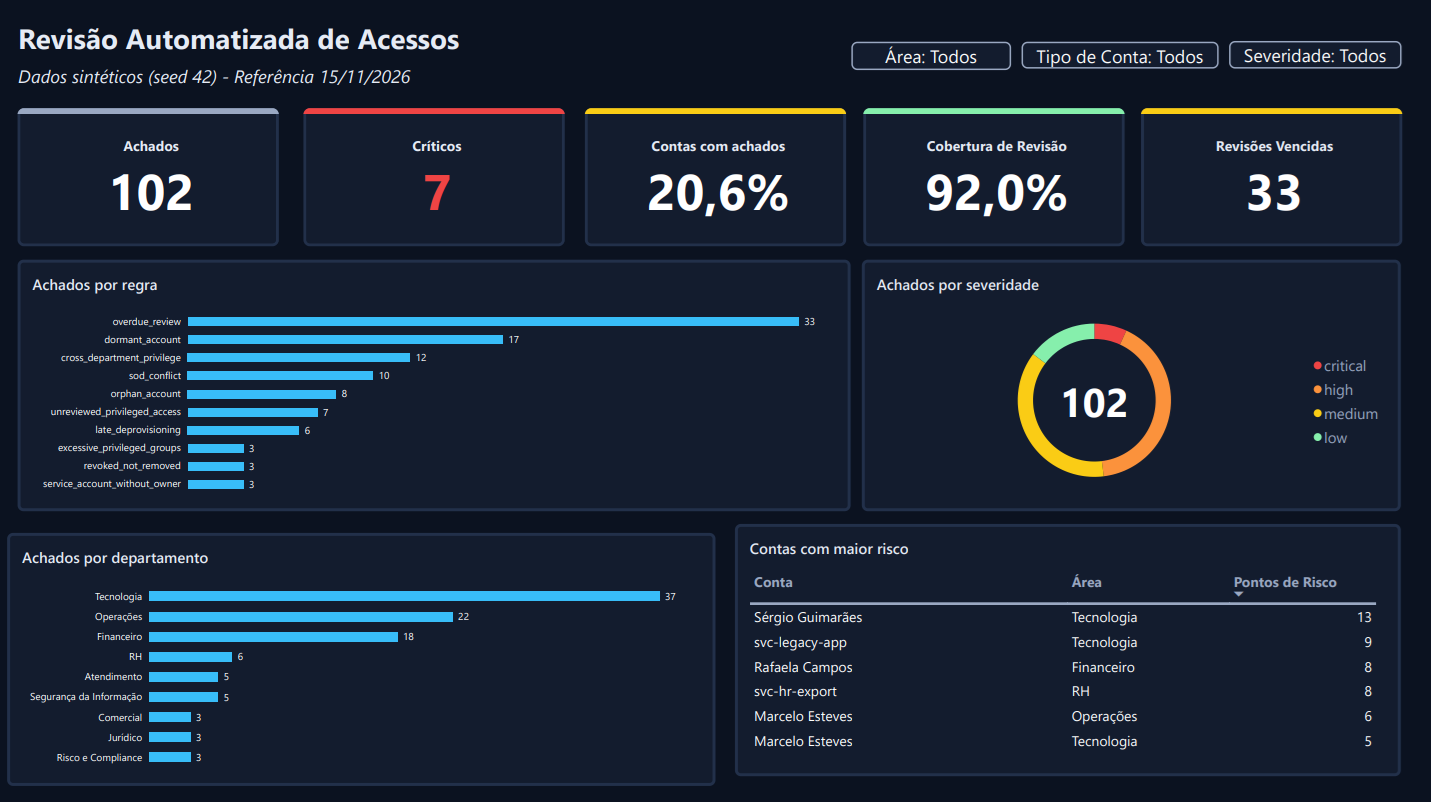 Revisão Automatizada de Acessos
Dados sintéticos (seed 42) - Referência 15/11/2026
Área: Todos
Tipo de Conta: Todos
Severidade: Todos
Achados
102
Críticos
7
Contas com achados
20,6%
Cobertura de Revisão
92,0%
Revisões Vencidas
33
Achados por regra
overdue_review 33
dormant_account 17
cross_department_privilege 12
sod_conflict 10
orphan_account 8
unreviewed_privileged_access 7
late_deprovisioning 6
excessive_privileged_groups 3
revoked_not_removed 3
service_account_without_owner 3
Achados por severidade
102
critical
high
medium
low
Achados por departamento
Tecnologia 37
Operações 22
Financeiro 18
RH 6
Atendimento 5
Segurança da Informação 5
Comercial 3
Jurídico 3
Risco e Compliance 3
Contas com maior risco
Conta Área Pontos de Risco
Sérgio Guimarães Tecnologia 13
svc-legacy-app Tecnologia 9
Rafaela Campos Financeiro 8
svc-hr-export RH 8
Marcelo Esteves Operações 6
Marcelo Esteves Tecnologia 5